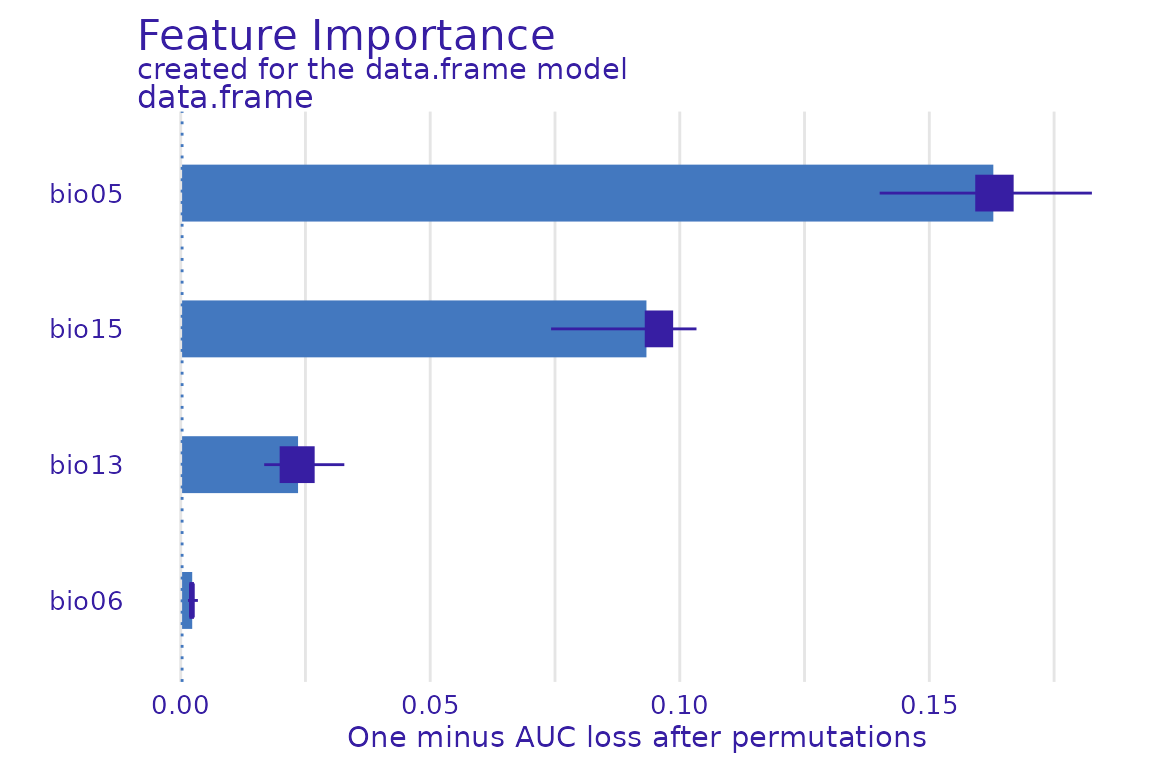 Feature Importance
created for the data.frame model
data.frame
bio05
bio15
bio13
bio06
0.00 0.05 0.10 0.15
One minus AUC loss after permutations